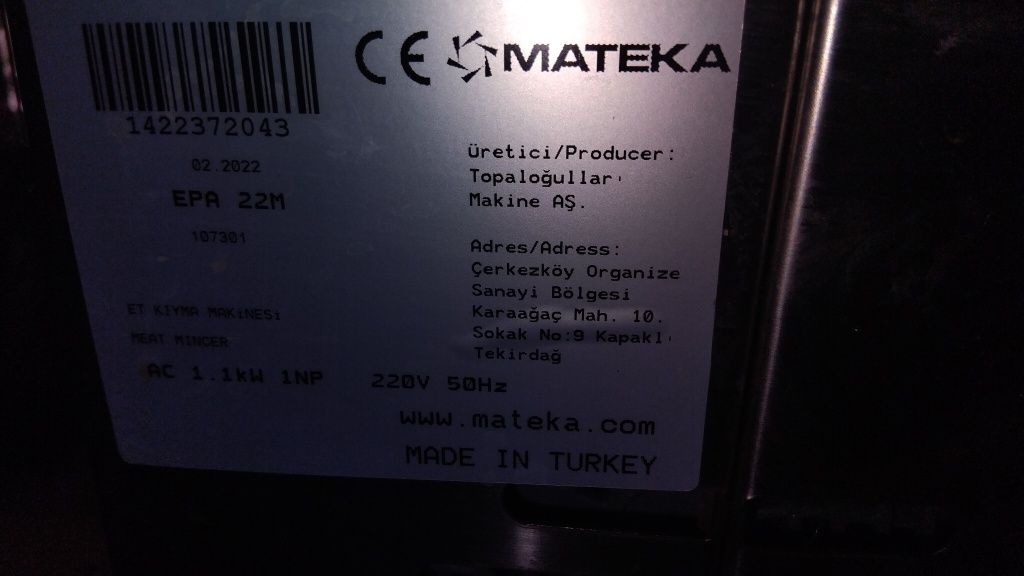 CE MATEKA
1422372043
02.2022
EPA 22M
107301
ET KIYMA MAKiNESi
MEAT MINCER
AC 1.1kW 1NP 220V 50Hz
üretici/Producer:
Topaloğulları
Makine AŞ.
Adres/Adress:
Çerkezköy Organize
Sanayi Bölgesi
Karaağaç Mah. 10.
Sokak No:9 Kapaklı
Tekirdağ
www.mateka.com
MADE IN TURKEY